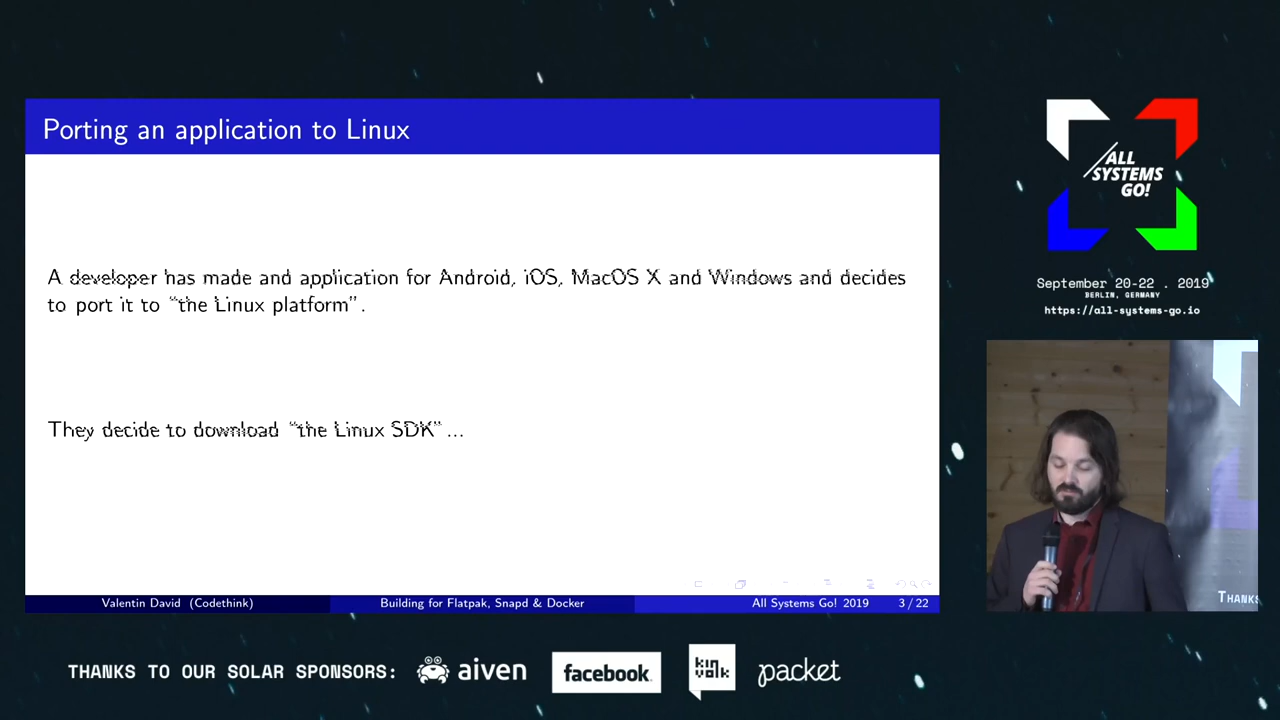 Porting an application to Linux
A developer has made and application for Android, iOS, MacOS X and Windows and decides
to port it to “the Linux platform”.
They decide to download “the Linux SDK” ...
Valentin David (Codethink)
Building for Flatpak, Snapd & Docker
All Systems Go! 2019
3 / 22
ALL
SYSTEMS
GO!
September 20-22 . 2019
BERLIN, GERMANY
https://all-systems-go.io
THANKS
THANKS TO OUR SOLAR SPONSORS:
aiven
facebook.
kin
volk
packet